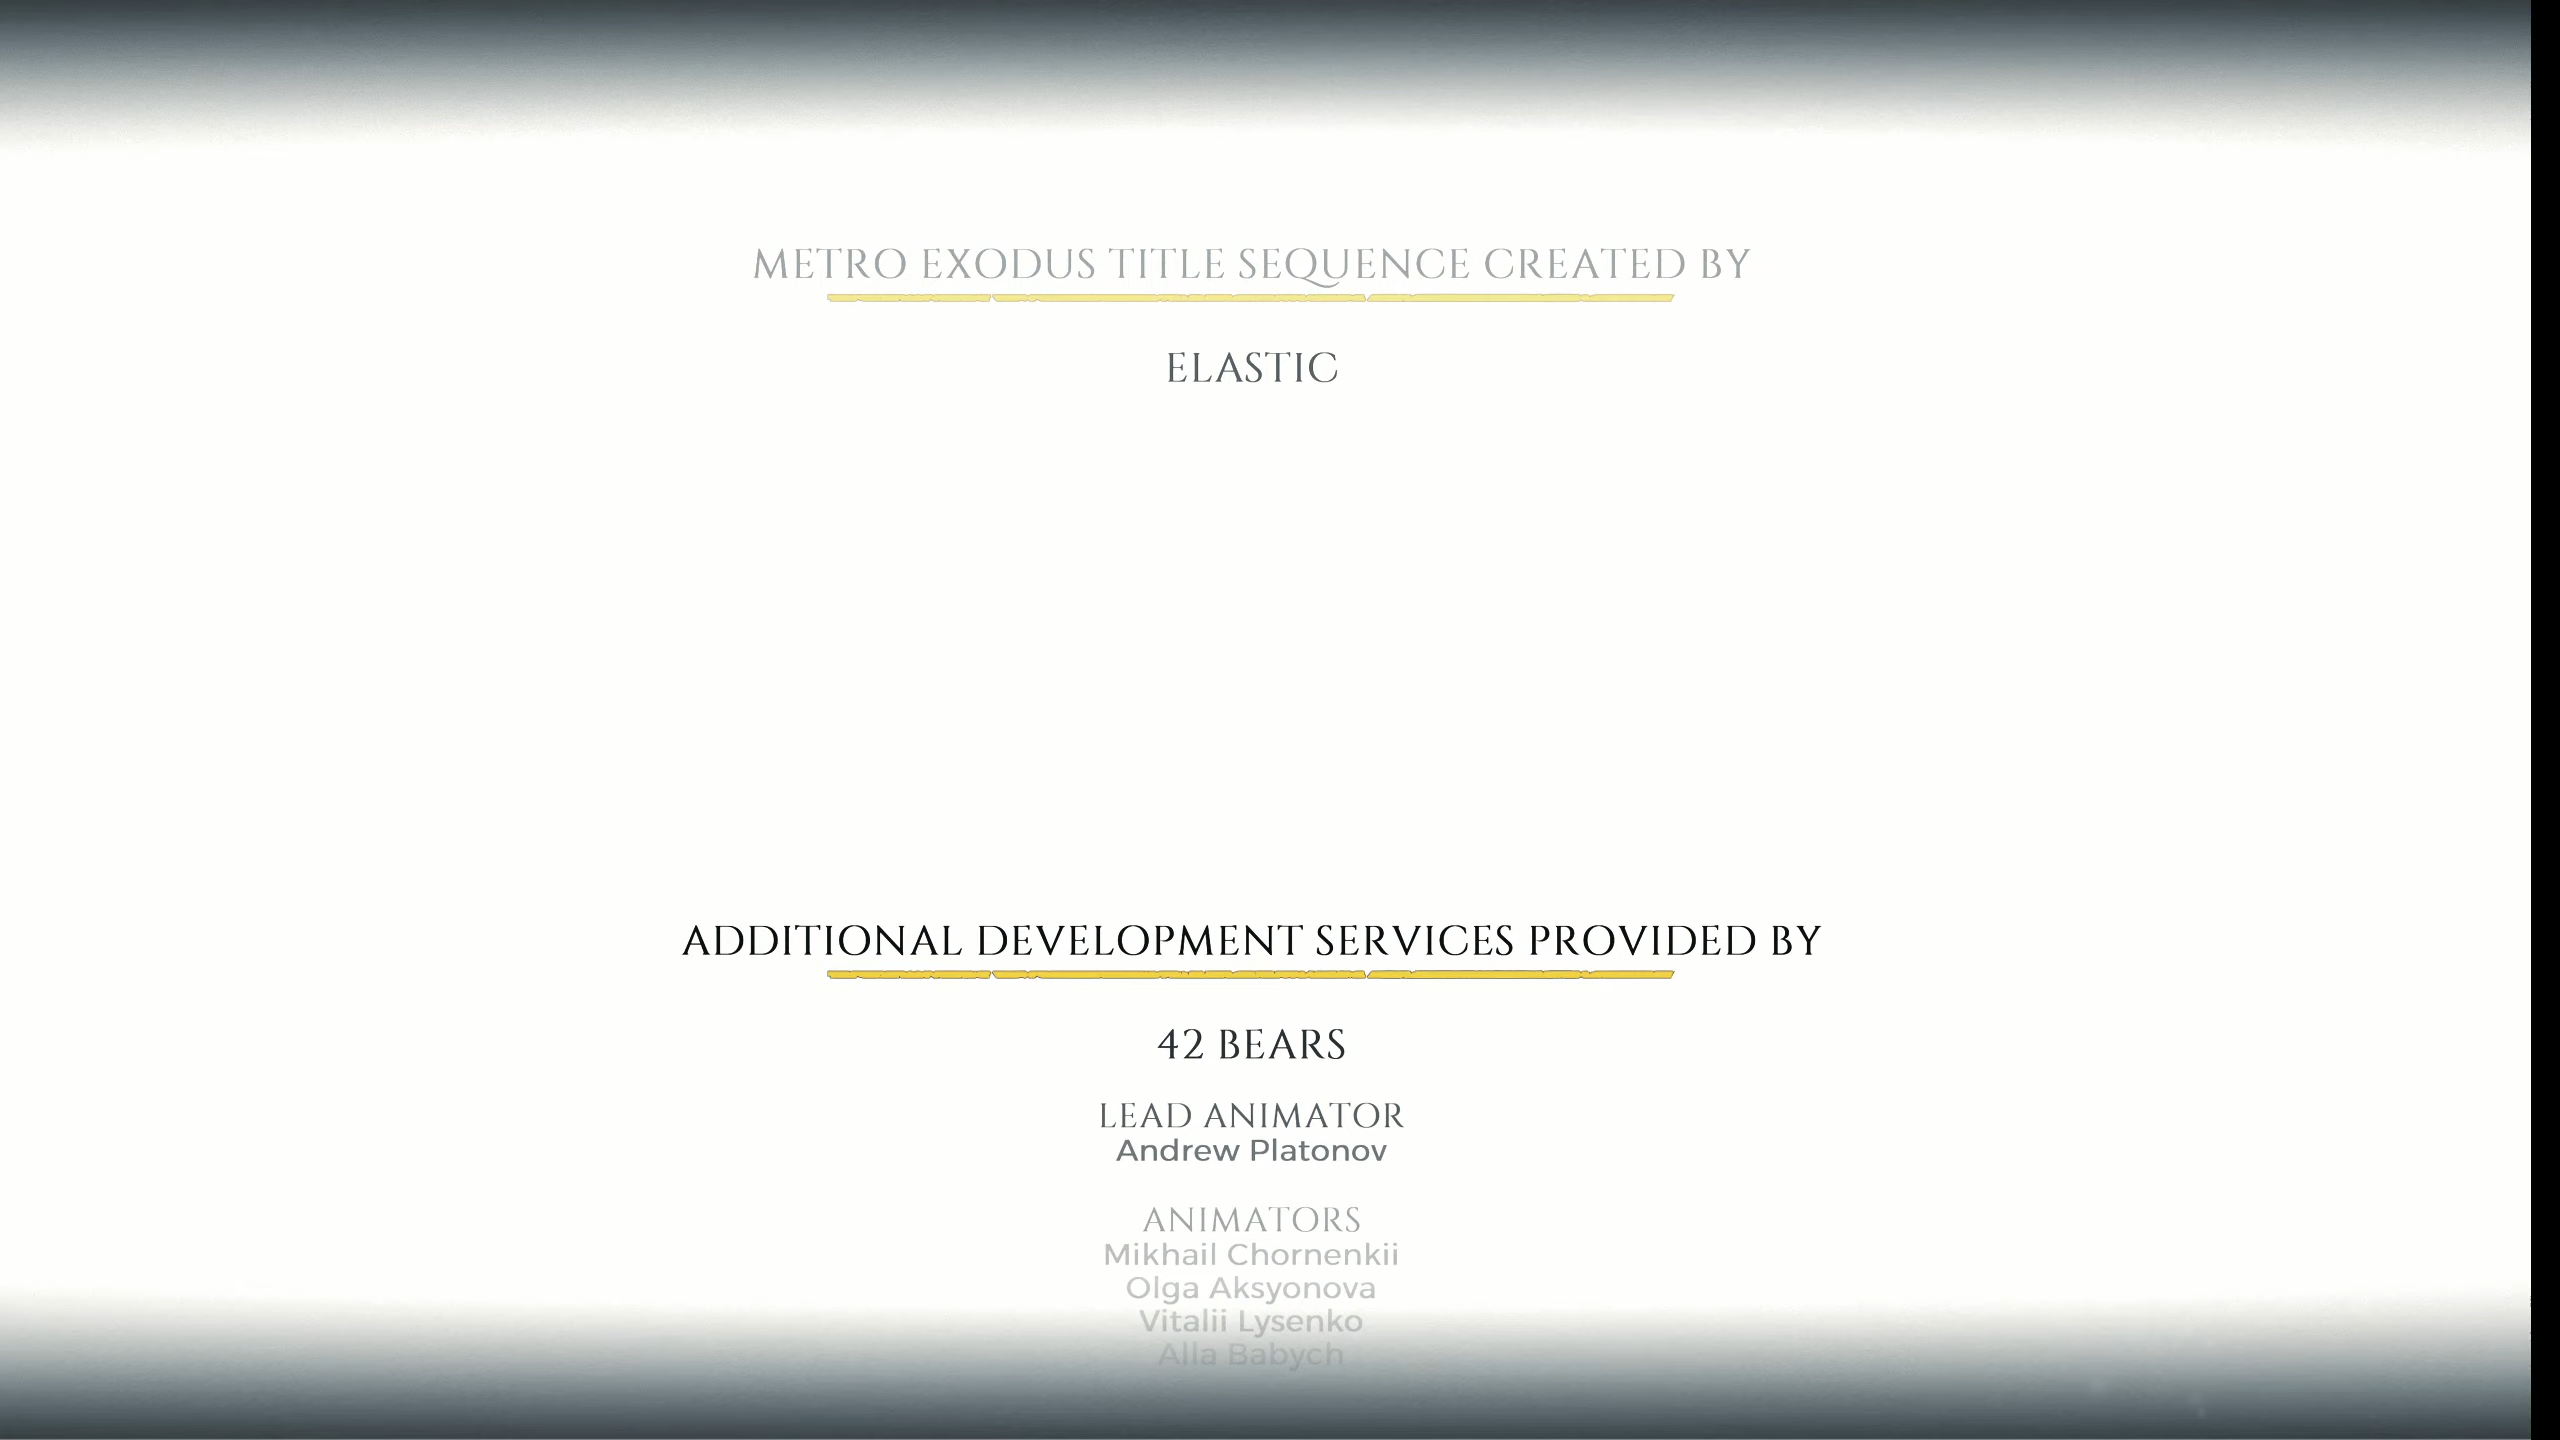 METRO EXODUS TITLE SEQUENCE CREATED BY
ELASTIC
ADDITIONAL DEVELOPMENT SERVICES PROVIDED BY
42 BEARS
LEAD ANIMATOR
Andrew Platonov
ANIMATORS
Mikhail Chornenkii
Olga Aksyonova
Vitalii Lysenko
Alla Babych